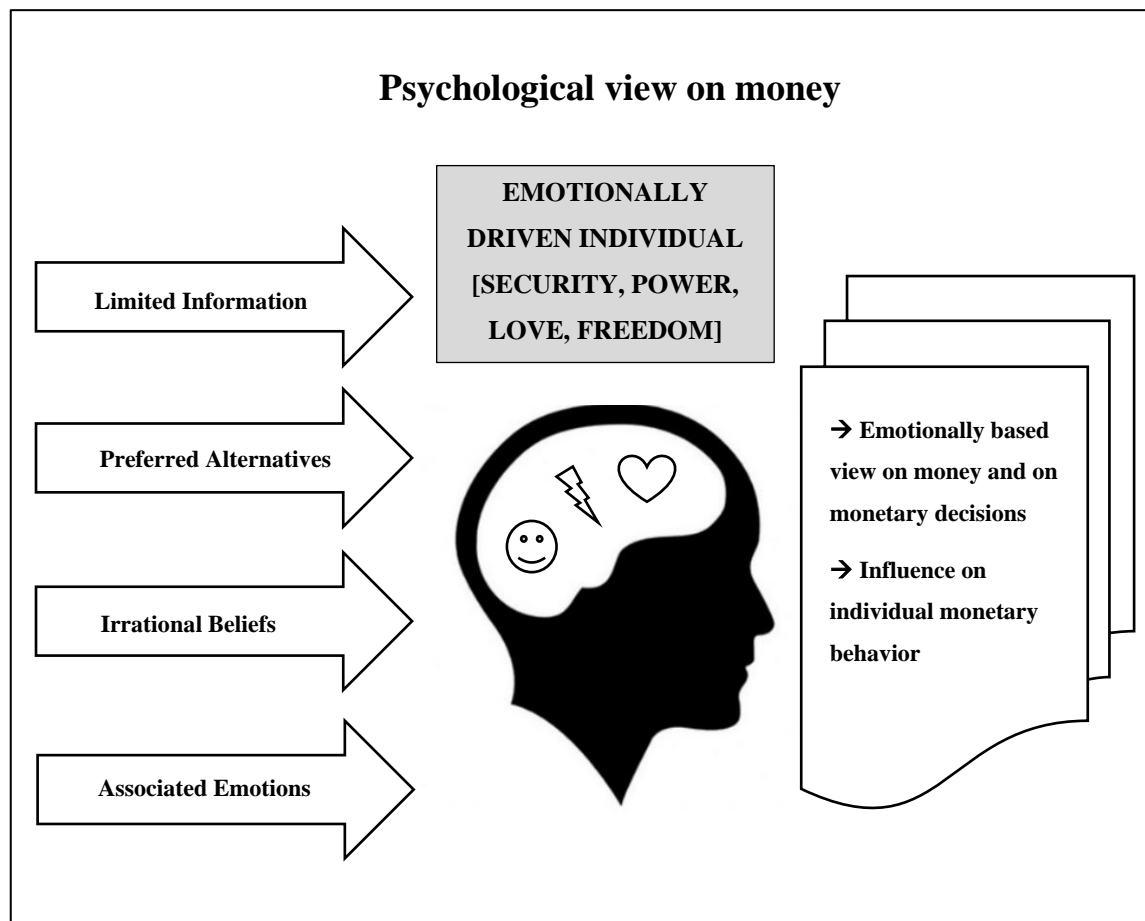 Psychological view on money
EMOTIONALLY
DRIVEN INDIVIDUAL
[SECURITY, POWER,
LOVE, FREEDOM]
Limited Information
Preferred Alternatives
Irrational Beliefs
Associated Emotions
→ Emotionally based
view on money and on
monetary decisions
→ Influence on
individual monetary
behavior